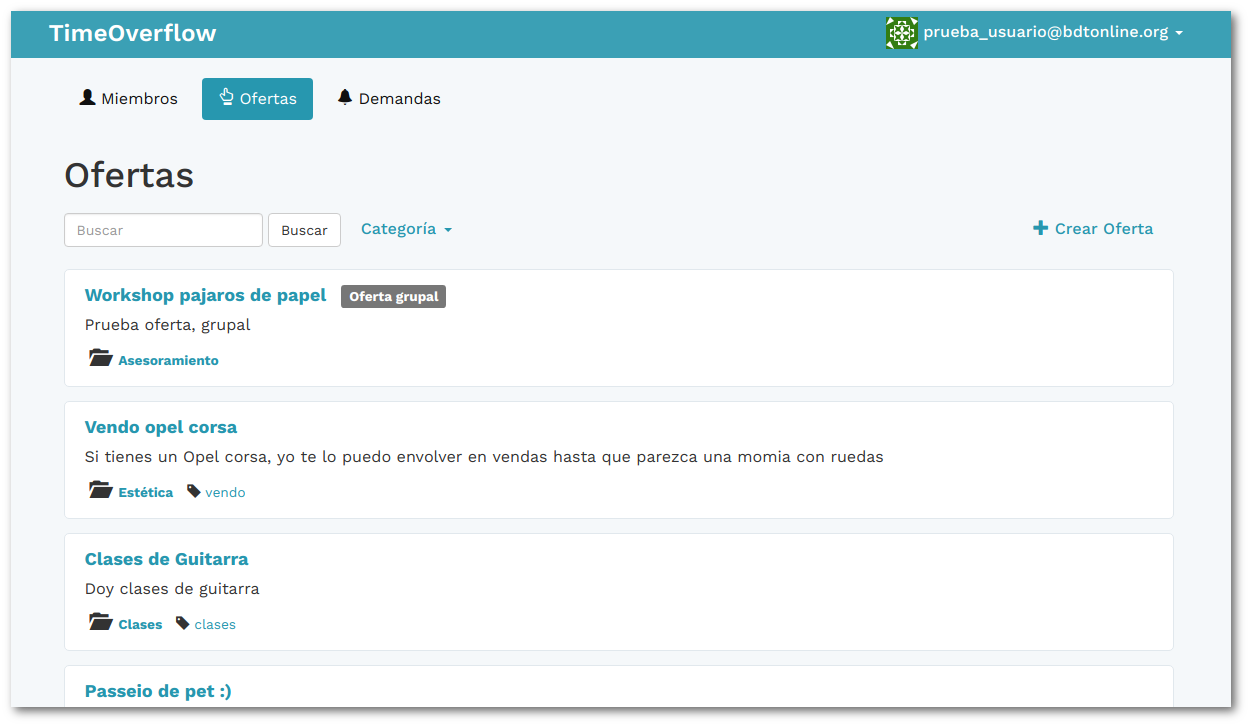 TimeOverflow
prueba_usuario@bdtonline.org
Miembros
Ofertas
Demandas
Ofertas
Buscar
Buscar
Categoría
Crear Oferta
Workshop pajaros de papel
Oferta grupal
Prueba oferta, grupal
Asesoramiento
Vendo opel corsa
Si tienes un Opel corsa, yo te lo puedo envolver en vendas hasta que parezca una momia con ruedas
Estética
vendo
Clases de Guitarra
Doy clases de guitarra
Clases
clases
Passeio de pet :)